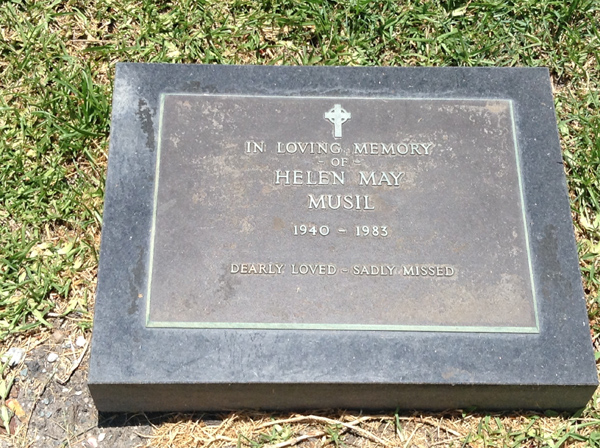 IN LOVING MEMORY
- OF -
HELEN MAY
MUSIL
1940 - 1983
DEARLY LOVED - SADLY MISSED